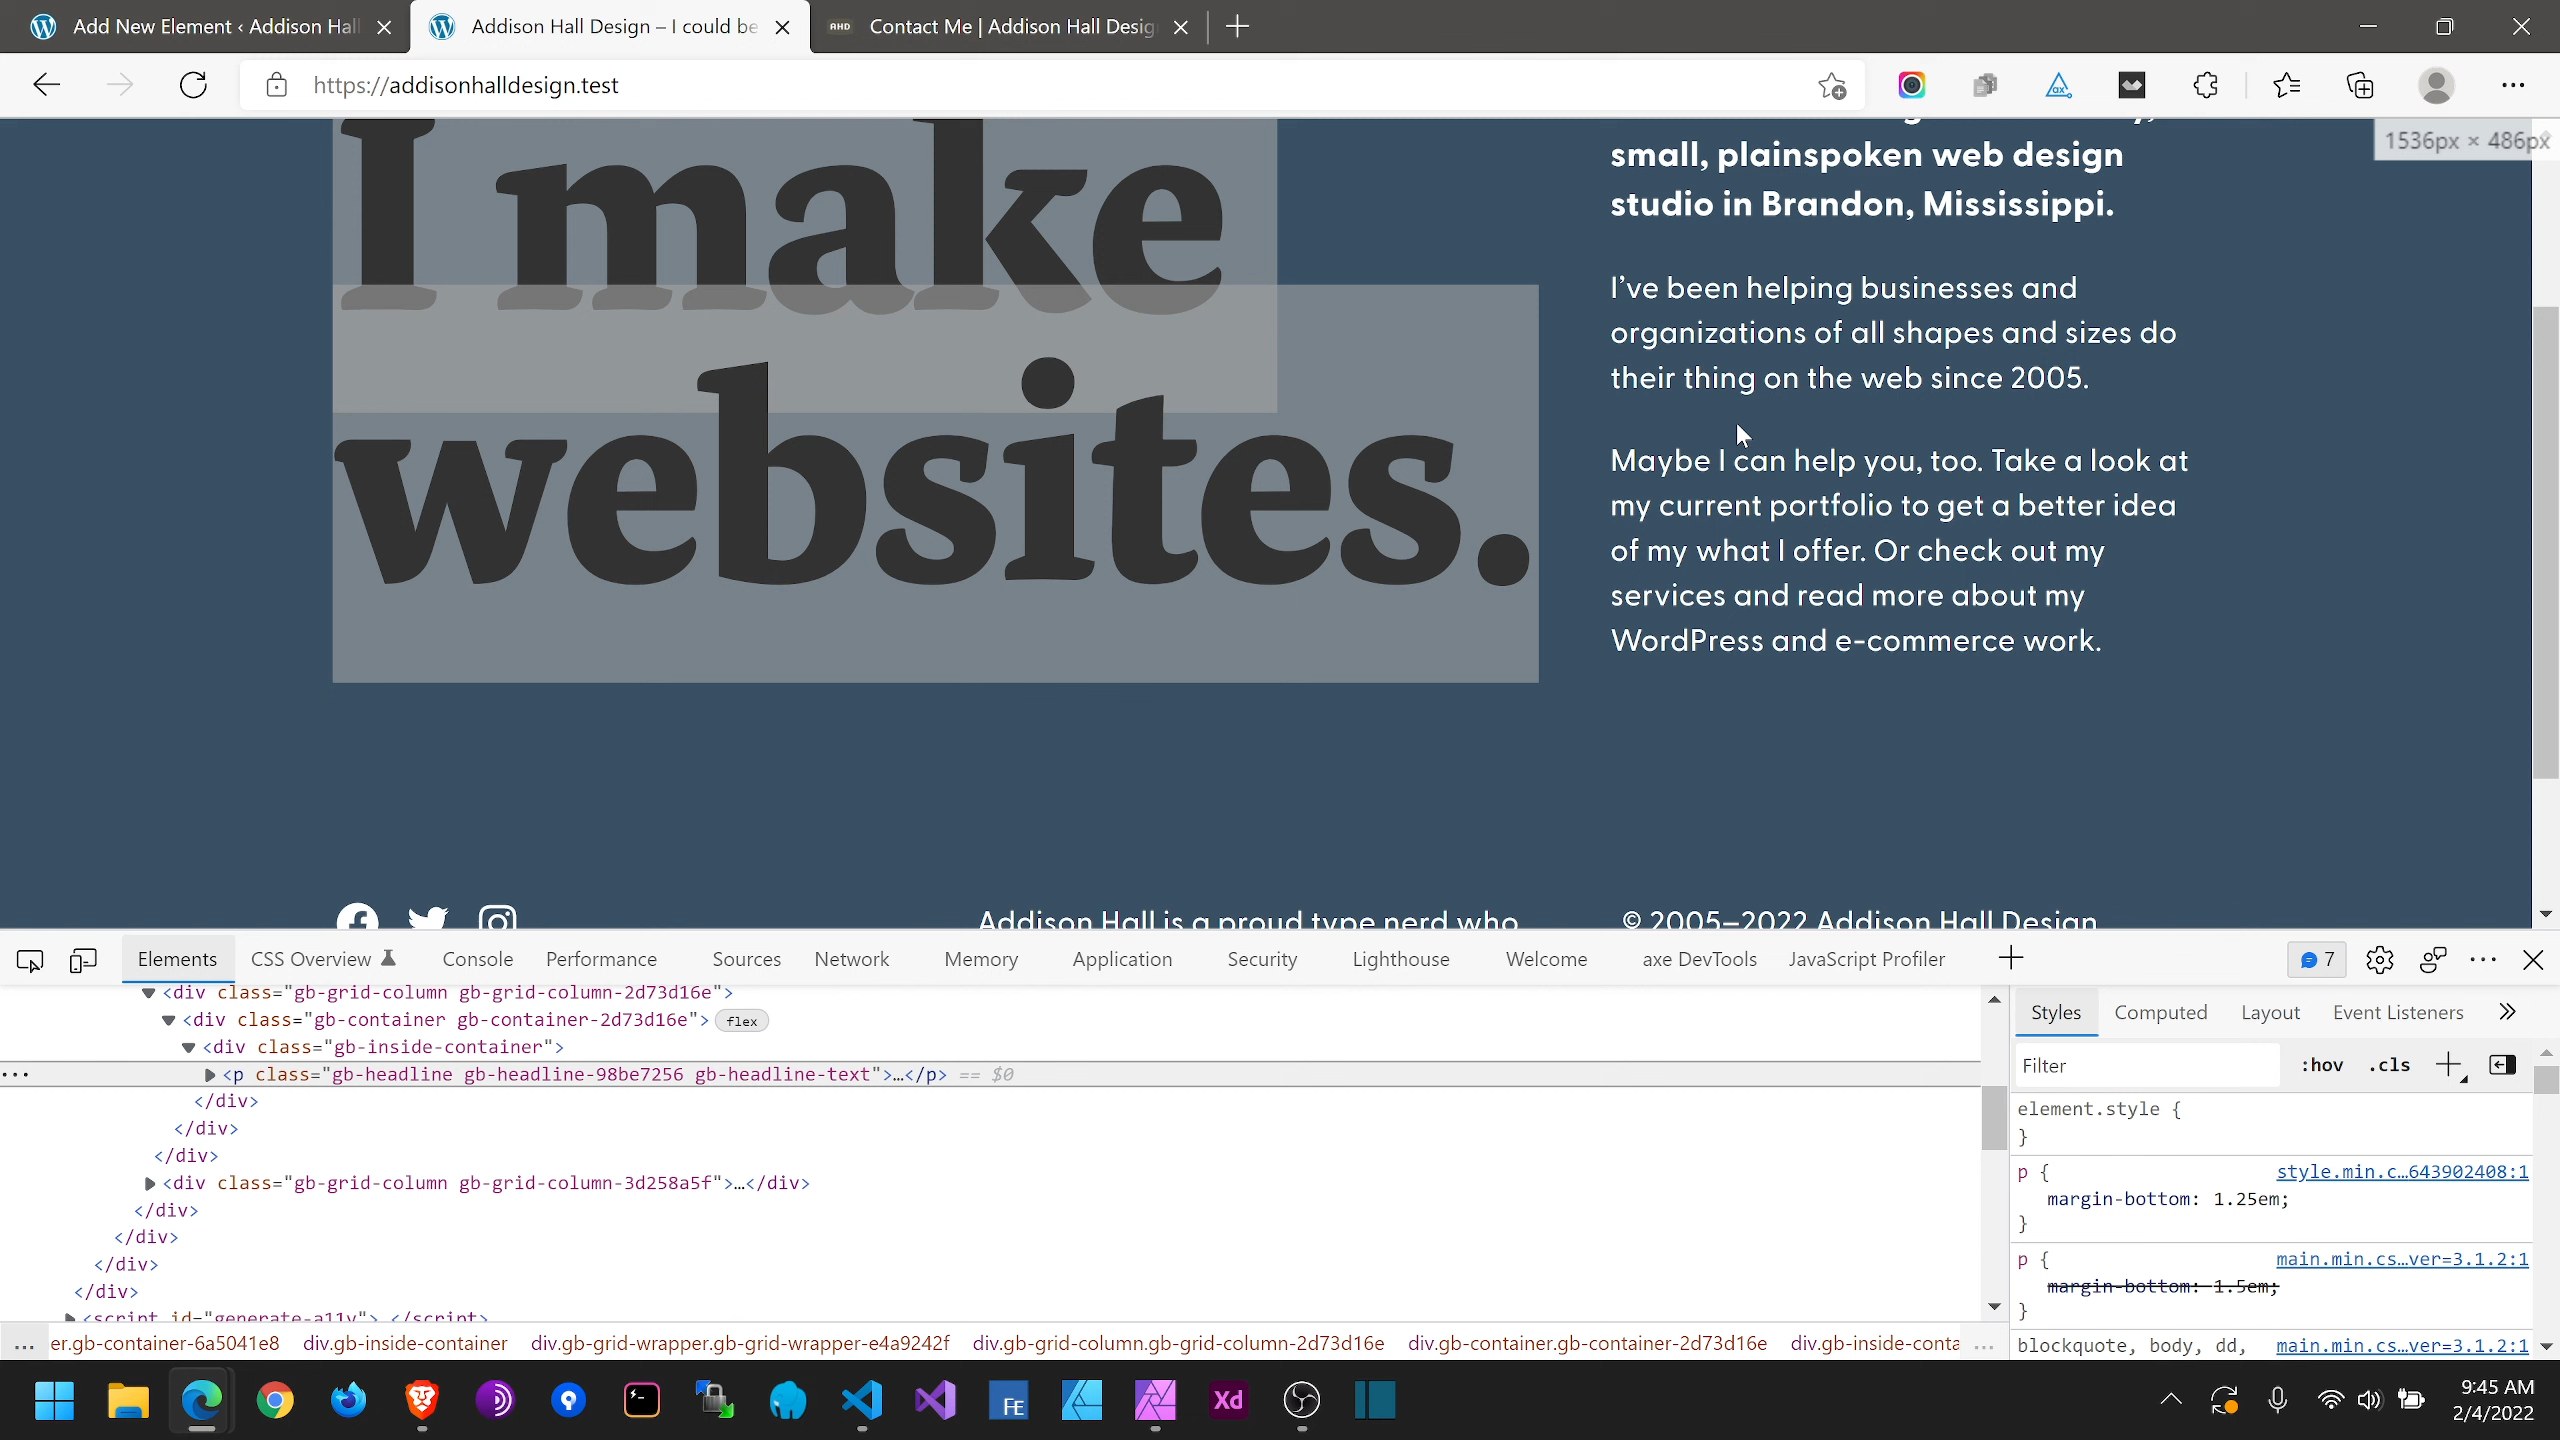 Add New Element ‹ Addison Hall
Addison Hall Design – I could be
AHD
Contact Me | Addison Hall Desig
https://addisonhalldesign.test
1536px × 486px
I make
websites.
small, plainspoken web design
studio in Brandon, Mississippi.
I’ve been helping businesses and
organizations of all shapes and sizes do
their thing on the web since 2005.
Maybe I can help you, too. Take a look at
my current portfolio to get a better idea
of my what I offer. Or check out my
services and read more about my
WordPress and e-commerce work.
Addison Hall is a proud type nerd who
© 2005–2022 Addison Hall Design
Elements CSS Overview Console Performance Sources Network Memory Application Security Lighthouse Welcome axe DevTools JavaScript Profiler
7
<div class="gb-grid-column gb-grid-column-2d73d16e">
<div class="gb-container gb-container-2d73d16e"> flex
<div class="gb-inside-container">
<p class="gb-headline gb-headline-98be7256 gb-headline-text">…</p> == $0
</div>
</div>
</div>
<div class="gb-grid-column gb-grid-column-3d258a5f">…</div>
</div>
</div>
</div>
</div>
<script id="generate-a11y"> </script>
... er.gb-container-6a5041e8 div.gb-inside-container div.gb-grid-wrapper.gb-grid-wrapper-e4a9242f div.gb-grid-column.gb-grid-column-2d73d16e div.gb-container.gb-container-2d73d16e div.gb-inside-conta ...
Styles Computed Layout Event Listeners
Filter :hov .cls
element.style {
}
p { style.min.c…643902408:1
margin-bottom: 1.25em;
}
p { main.min.cs…ver=3.1.2:1
margin-bottom: 1.5em;
}
blockquote, body, dd, main.min.cs…ver=3.1.2:1
FE
Xd
9:45 AM
2/4/2022